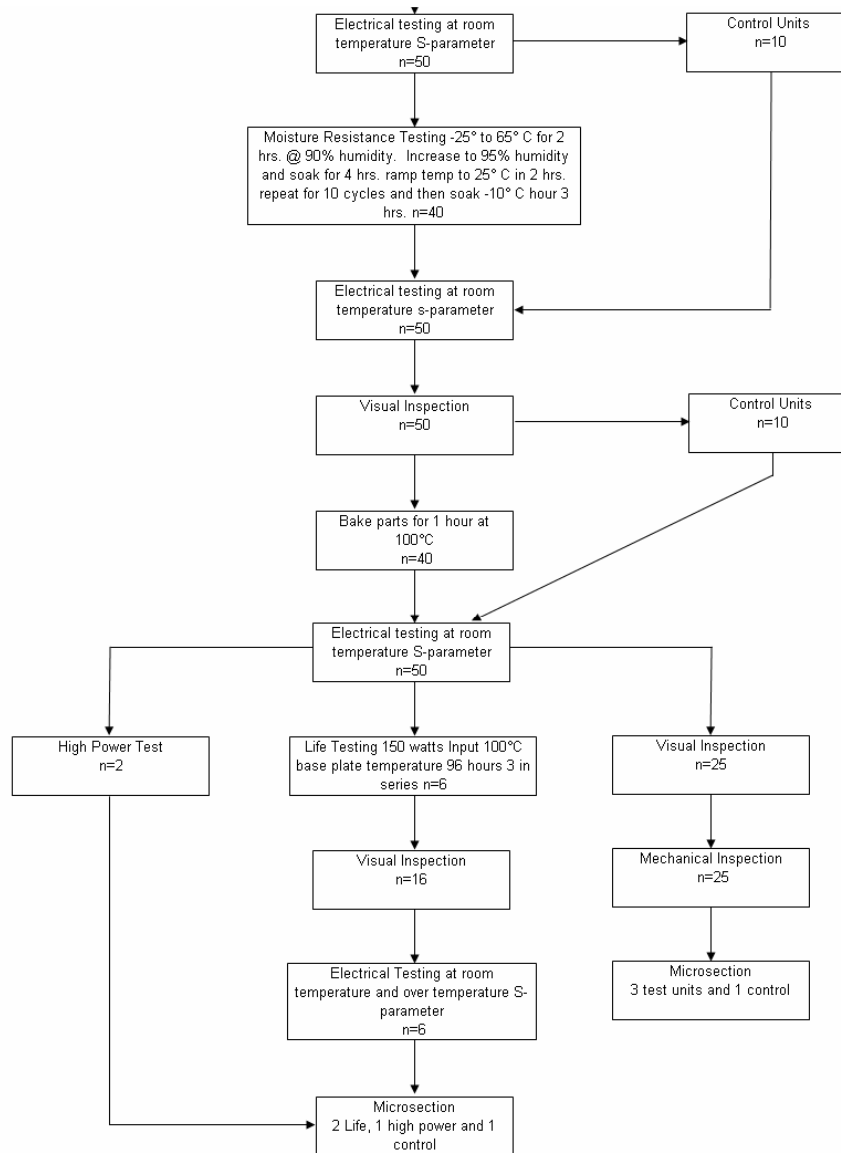 Electrical testing at room
temperature S-parameter
n=50
Control Units
n=10
Moisture Resistance Testing -25° to 65° C for 2
hrs. @ 90% humidity.  Increase to 95% humidity
and soak for 4 hrs. ramp temp to 25° C in 2 hrs.
repeat for 10 cycles and then soak -10° C hour 3
hrs. n=40
Electrical testing at room
temperature s-parameter
n=50
Visual Inspection
n=50
Control Units
n=10
Bake parts for 1 hour at
100°C
n=40
Electrical testing at room
temperature S-parameter
n=50
High Power Test
n=2
Life Testing 150 watts Input 100°C
base plate temperature 96 hours 3 in
series n=6
Visual Inspection
n=25
Visual Inspection
n=16
Mechanical Inspection
n=25
Electrical Testing at room
temperature and over temperature S-
parameter
n=6
Microsection
3 test units and 1 control
Microsection
2 Life, 1 high power and 1
control